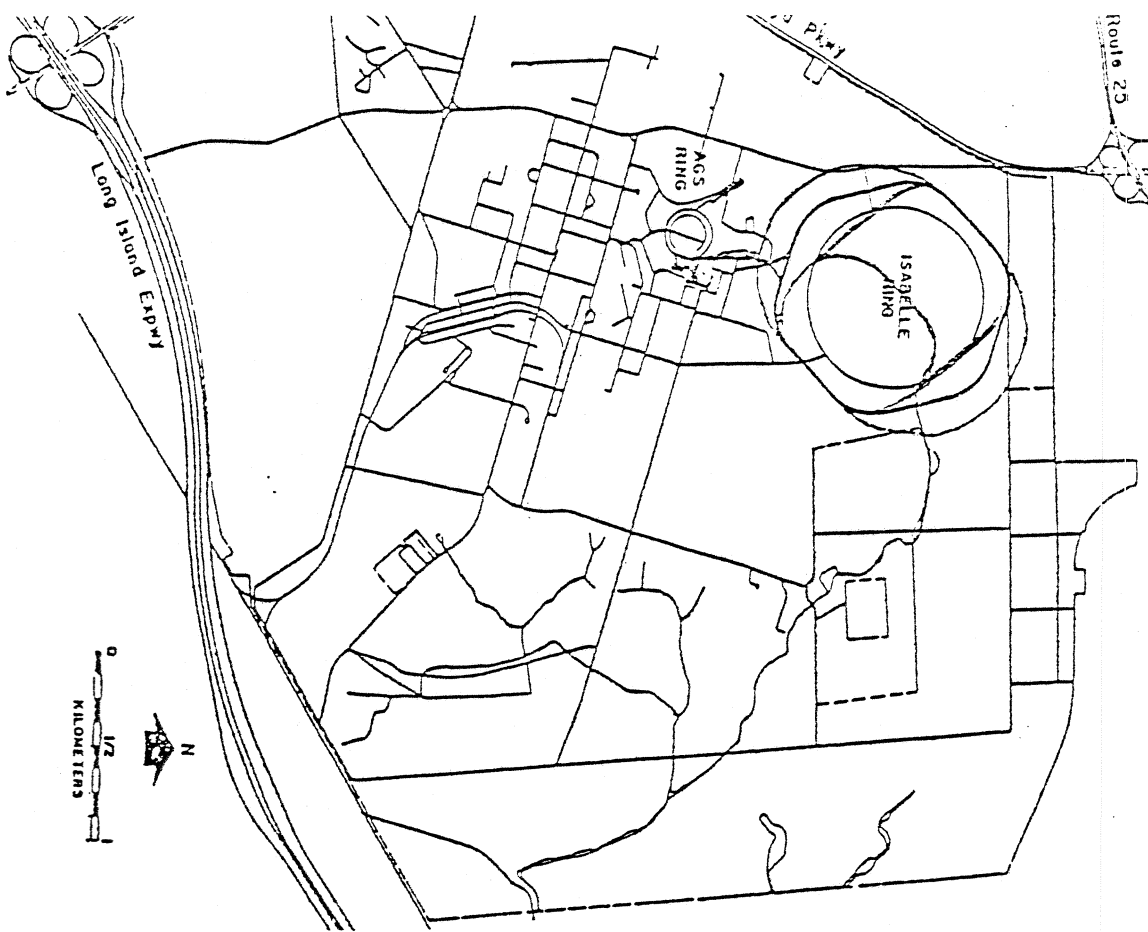 Route 25
Pkwy
AGS
RING
ISABELLE
RING
Long Island Expwy
N
0 1/2 1
KILOMETERS